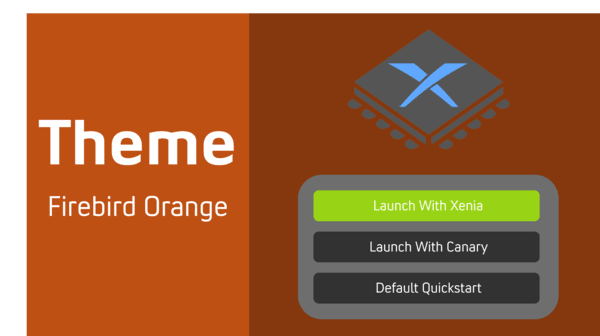 Theme
Firebird Orange
Launch With Xenia
Launch With Canary
Default Quickstart